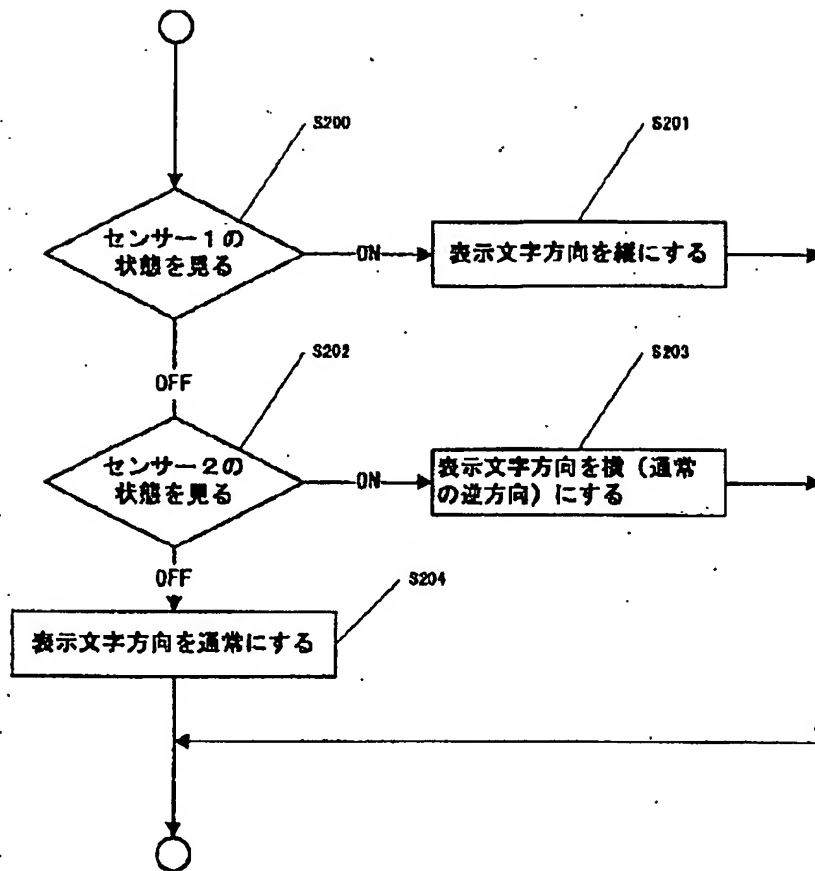 S200
S201
センサー1の
状態を見る
ON
表示文字方向を縦にする
OFF
S202
S203
センサー2の
状態を見る
ON
表示文字方向を横（通常
の逆方向）にする
OFF
S204
表示文字方向を通常にする